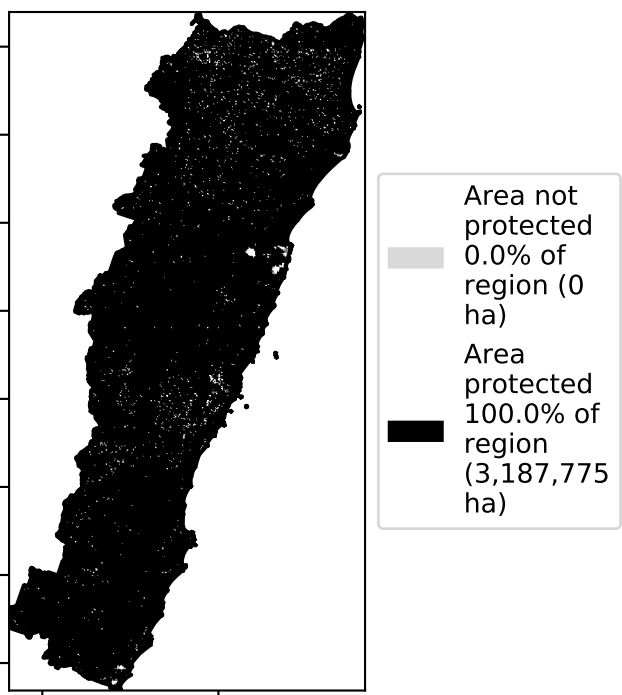 Area not
protected
0.0% of
region (0
ha)
Area
protected
100.0% of
region
(3,187,775
ha)